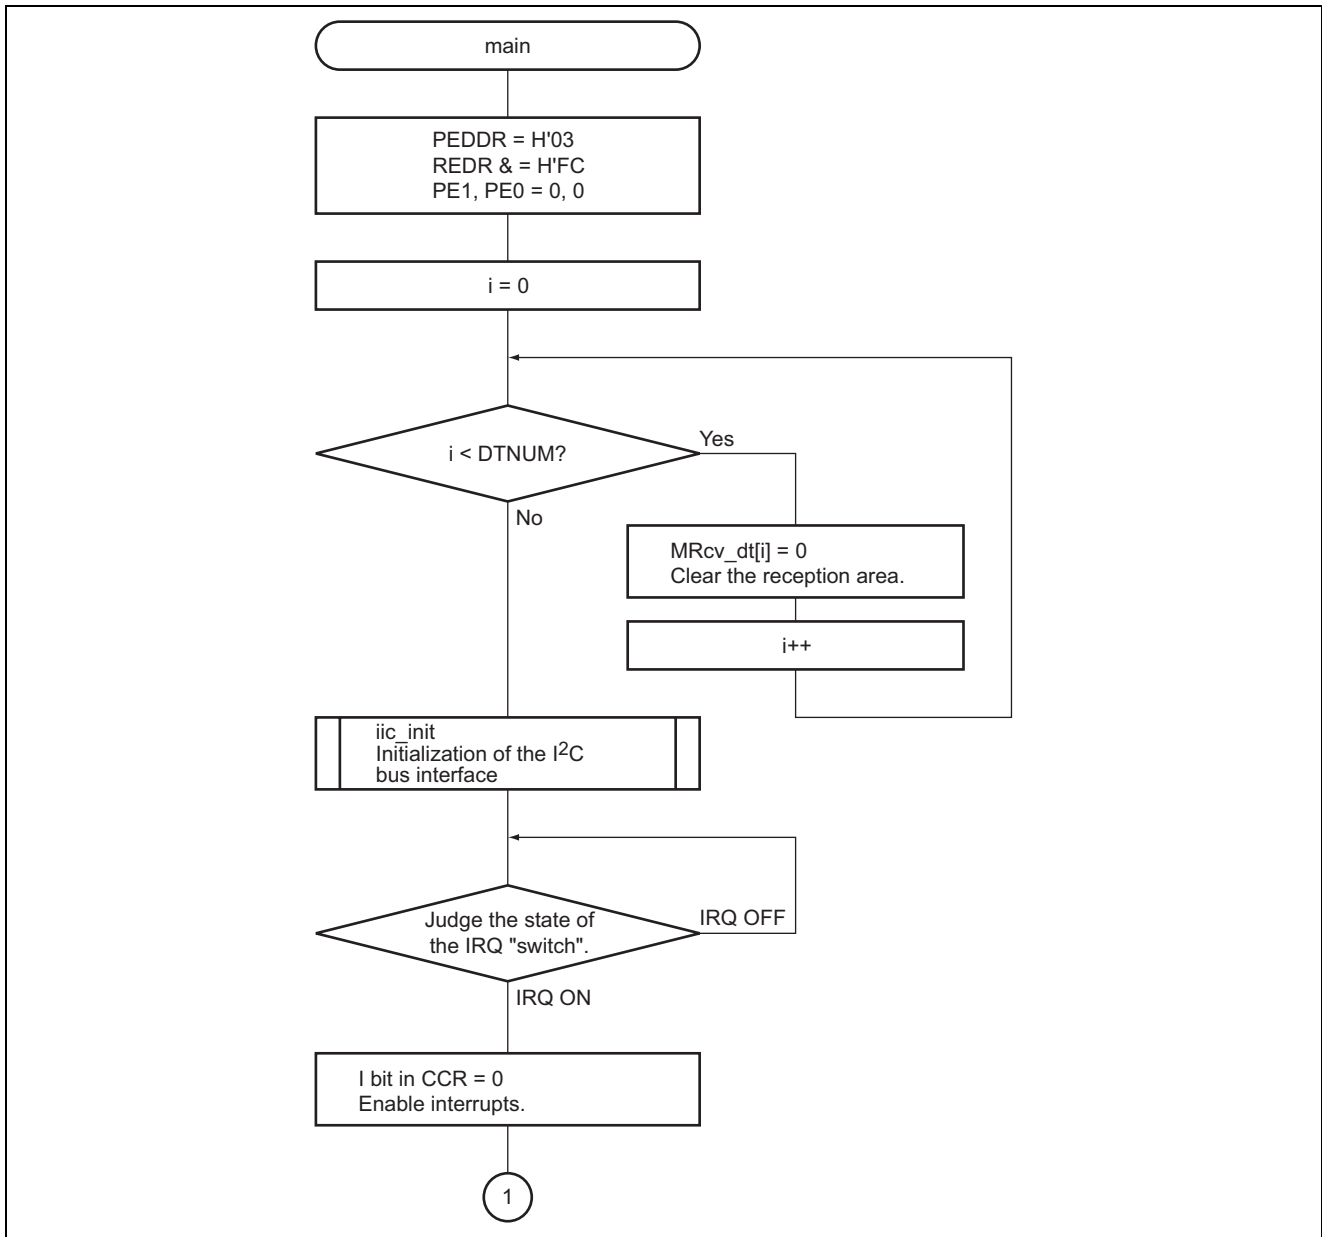 main
PEDDR = H'03
REDR & = H'FC
PE1, PE0 = 0, 0
i = 0
i < DTNUM?
Yes
No
MRcv_dt[i] = 0
Clear the reception area.
i++
iic_init
Initialization of the I2C
bus interface
Judge the state of
the IRQ "switch".
IRQ OFF
IRQ ON
I bit in CCR = 0
Enable interrupts.
1